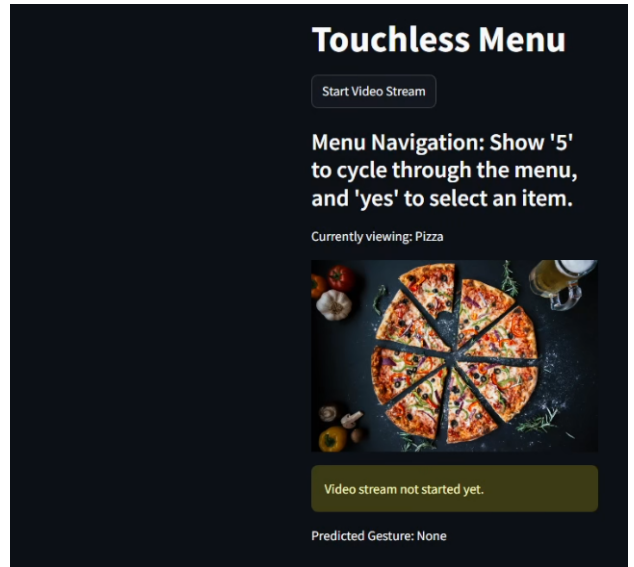 Touchless Menu
Start Video Stream
Menu Navigation: Show '5'
to cycle through the menu,
and 'yes' to select an item.
Currently viewing: Pizza
Video stream not started yet.
Predicted Gesture: None